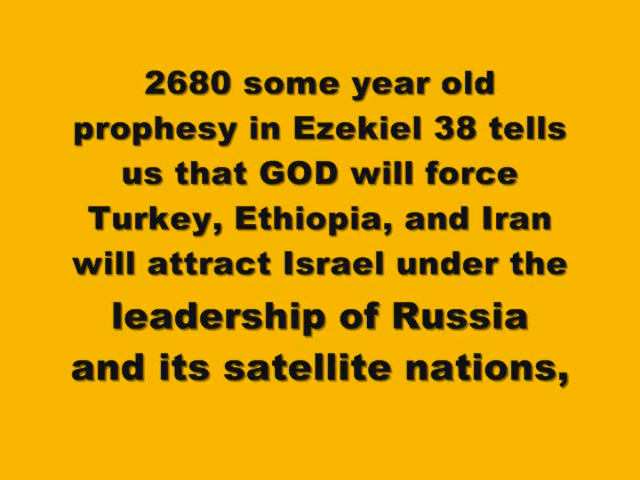 2680 some year old
prophesy in Ezekiel 38 tells
us that GOD will force
Turkey, Ethiopia, and Iran
will attract Israel under the
leadership of Russia
and its satellite nations,